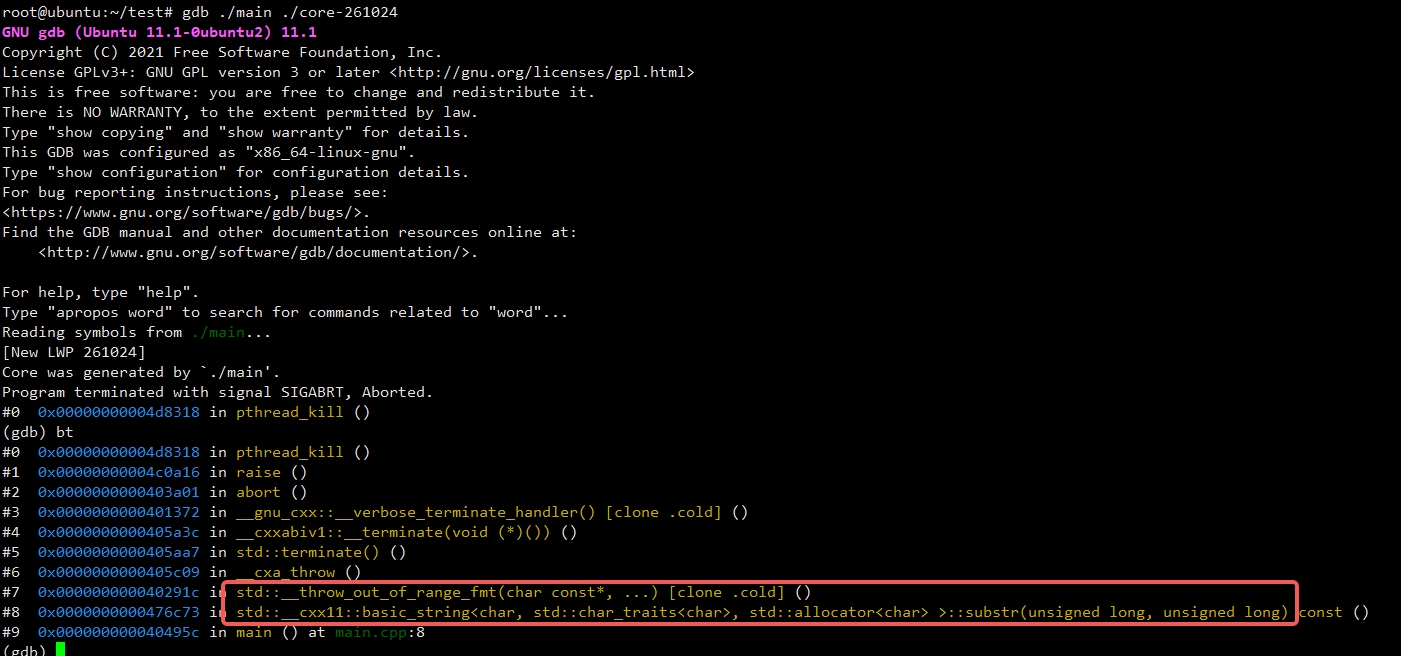 root@ubuntu:~/test# gdb ./main ./core-261024
GNU gdb (Ubuntu 11.1-0ubuntu2) 11.1
Copyright (C) 2021 Free Software Foundation, Inc.
License GPLv3+: GNU GPL version 3 or later <http://gnu.org/licenses/gpl.html>
This is free software: you are free to change and redistribute it.
There is NO WARRANTY, to the extent permitted by law.
Type "show copying" and "show warranty" for details.
This GDB was configured as "x86_64-linux-gnu".
Type "show configuration" for configuration details.
For bug reporting instructions, please see:
<https://www.gnu.org/software/gdb/bugs/>.
Find the GDB manual and other documentation resources online at:
    <http://www.gnu.org/software/gdb/documentation/>.

For help, type "help".
Type "apropos word" to search for commands related to "word"...
Reading symbols from ./main...
[New LWP 261024]
Core was generated by `./main'.
Program terminated with signal SIGABRT, Aborted.
#0  0x00000000004d8318 in pthread_kill ()
(gdb) bt
#0  0x00000000004d8318 in pthread_kill ()
#1  0x00000000004c0a16 in raise ()
#2  0x0000000000403a01 in abort ()
#3  0x0000000000401372 in __gnu_cxx::__verbose_terminate_handler() [clone .cold] ()
#4  0x0000000000405a3c in __cxxabiv1::__terminate(void (*)()) ()
#5  0x0000000000405aa7 in std::terminate() ()
#6  0x0000000000405c09 in __cxa_throw ()
#7  0x000000000040291c in std::__throw_out_of_range_fmt(char const*, ...) [clone .cold] ()
#8  0x0000000000476c73 in std::__cxx11::basic_string<char, std::char_traits<char>, std::allocator<char> >::substr(unsigned long, unsigned long) const ()
#9  0x000000000040495c in main () at main.cpp:8
(gdb)